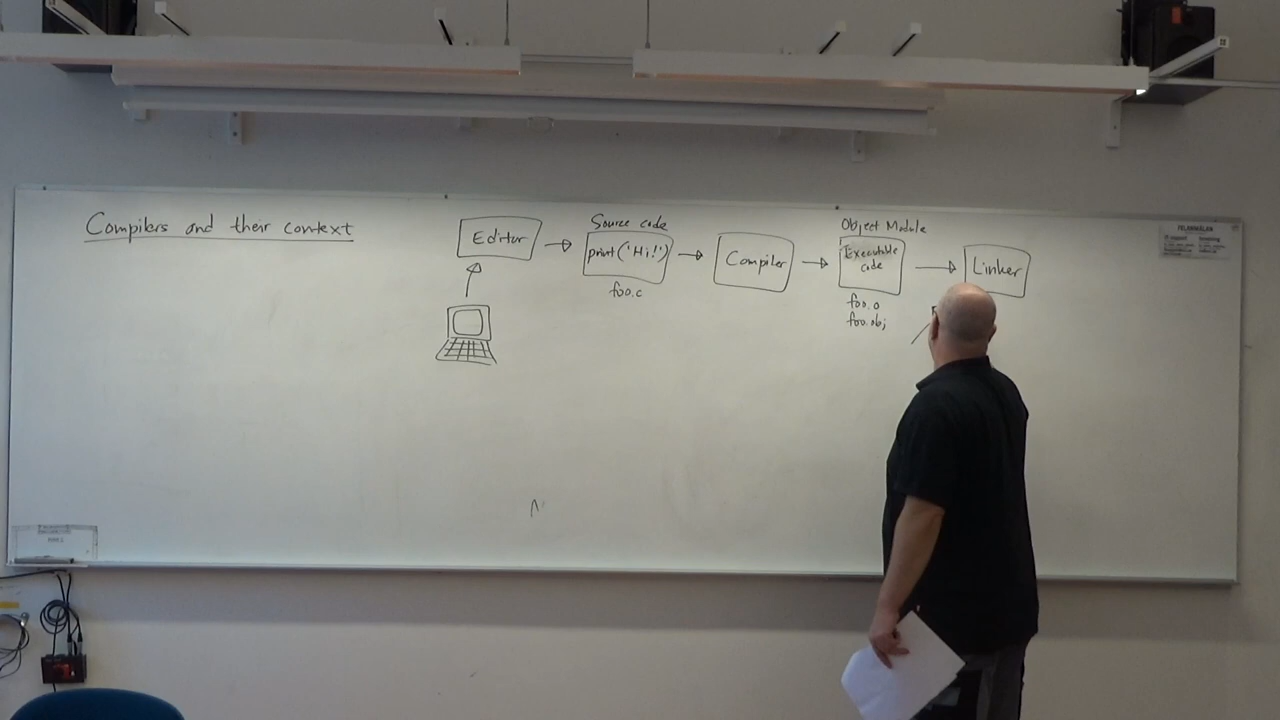 Compilers and their context
Editor
Source code
print('Hi!')
foo.c
Compiler
Object Module
Executable
code
foo.o
foo.obj
Linker
FELANMÄLAN